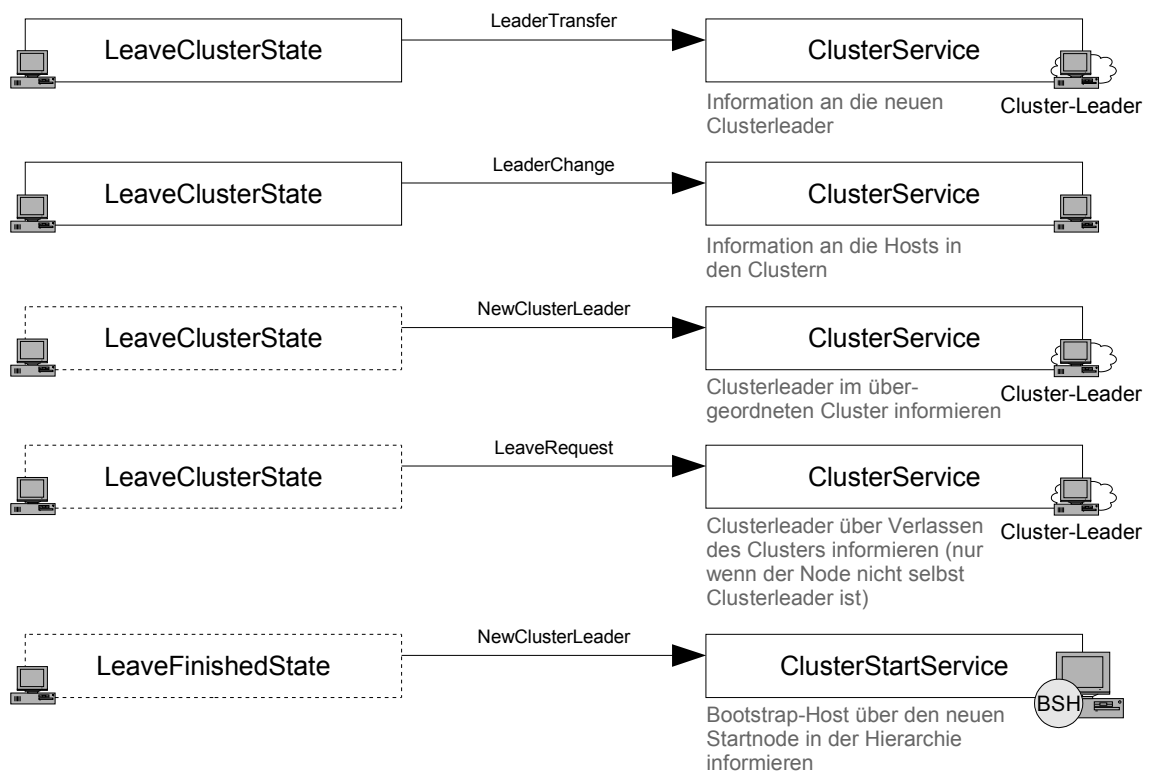 LeaderTransfer
LeaveClusterState
ClusterService
Information an die neuen
Clusterleader
Cluster-Leader
LeaderChange
LeaveClusterState
ClusterService
Information an die Hosts in
den Clustern
NewClusterLeader
LeaveClusterState
ClusterService
Clusterleader im über-
geordneten Cluster informieren
Cluster-Leader
LeaveRequest
LeaveClusterState
ClusterService
Clusterleader über Verlassen
des Clusters informieren (nur
wenn der Node nicht selbst
Clusterleader ist)
Cluster-Leader
NewClusterLeader
LeaveFinishedState
ClusterStartService
BSH
Bootstrap-Host über den neuen
Startnode in der Hierarchie
informieren